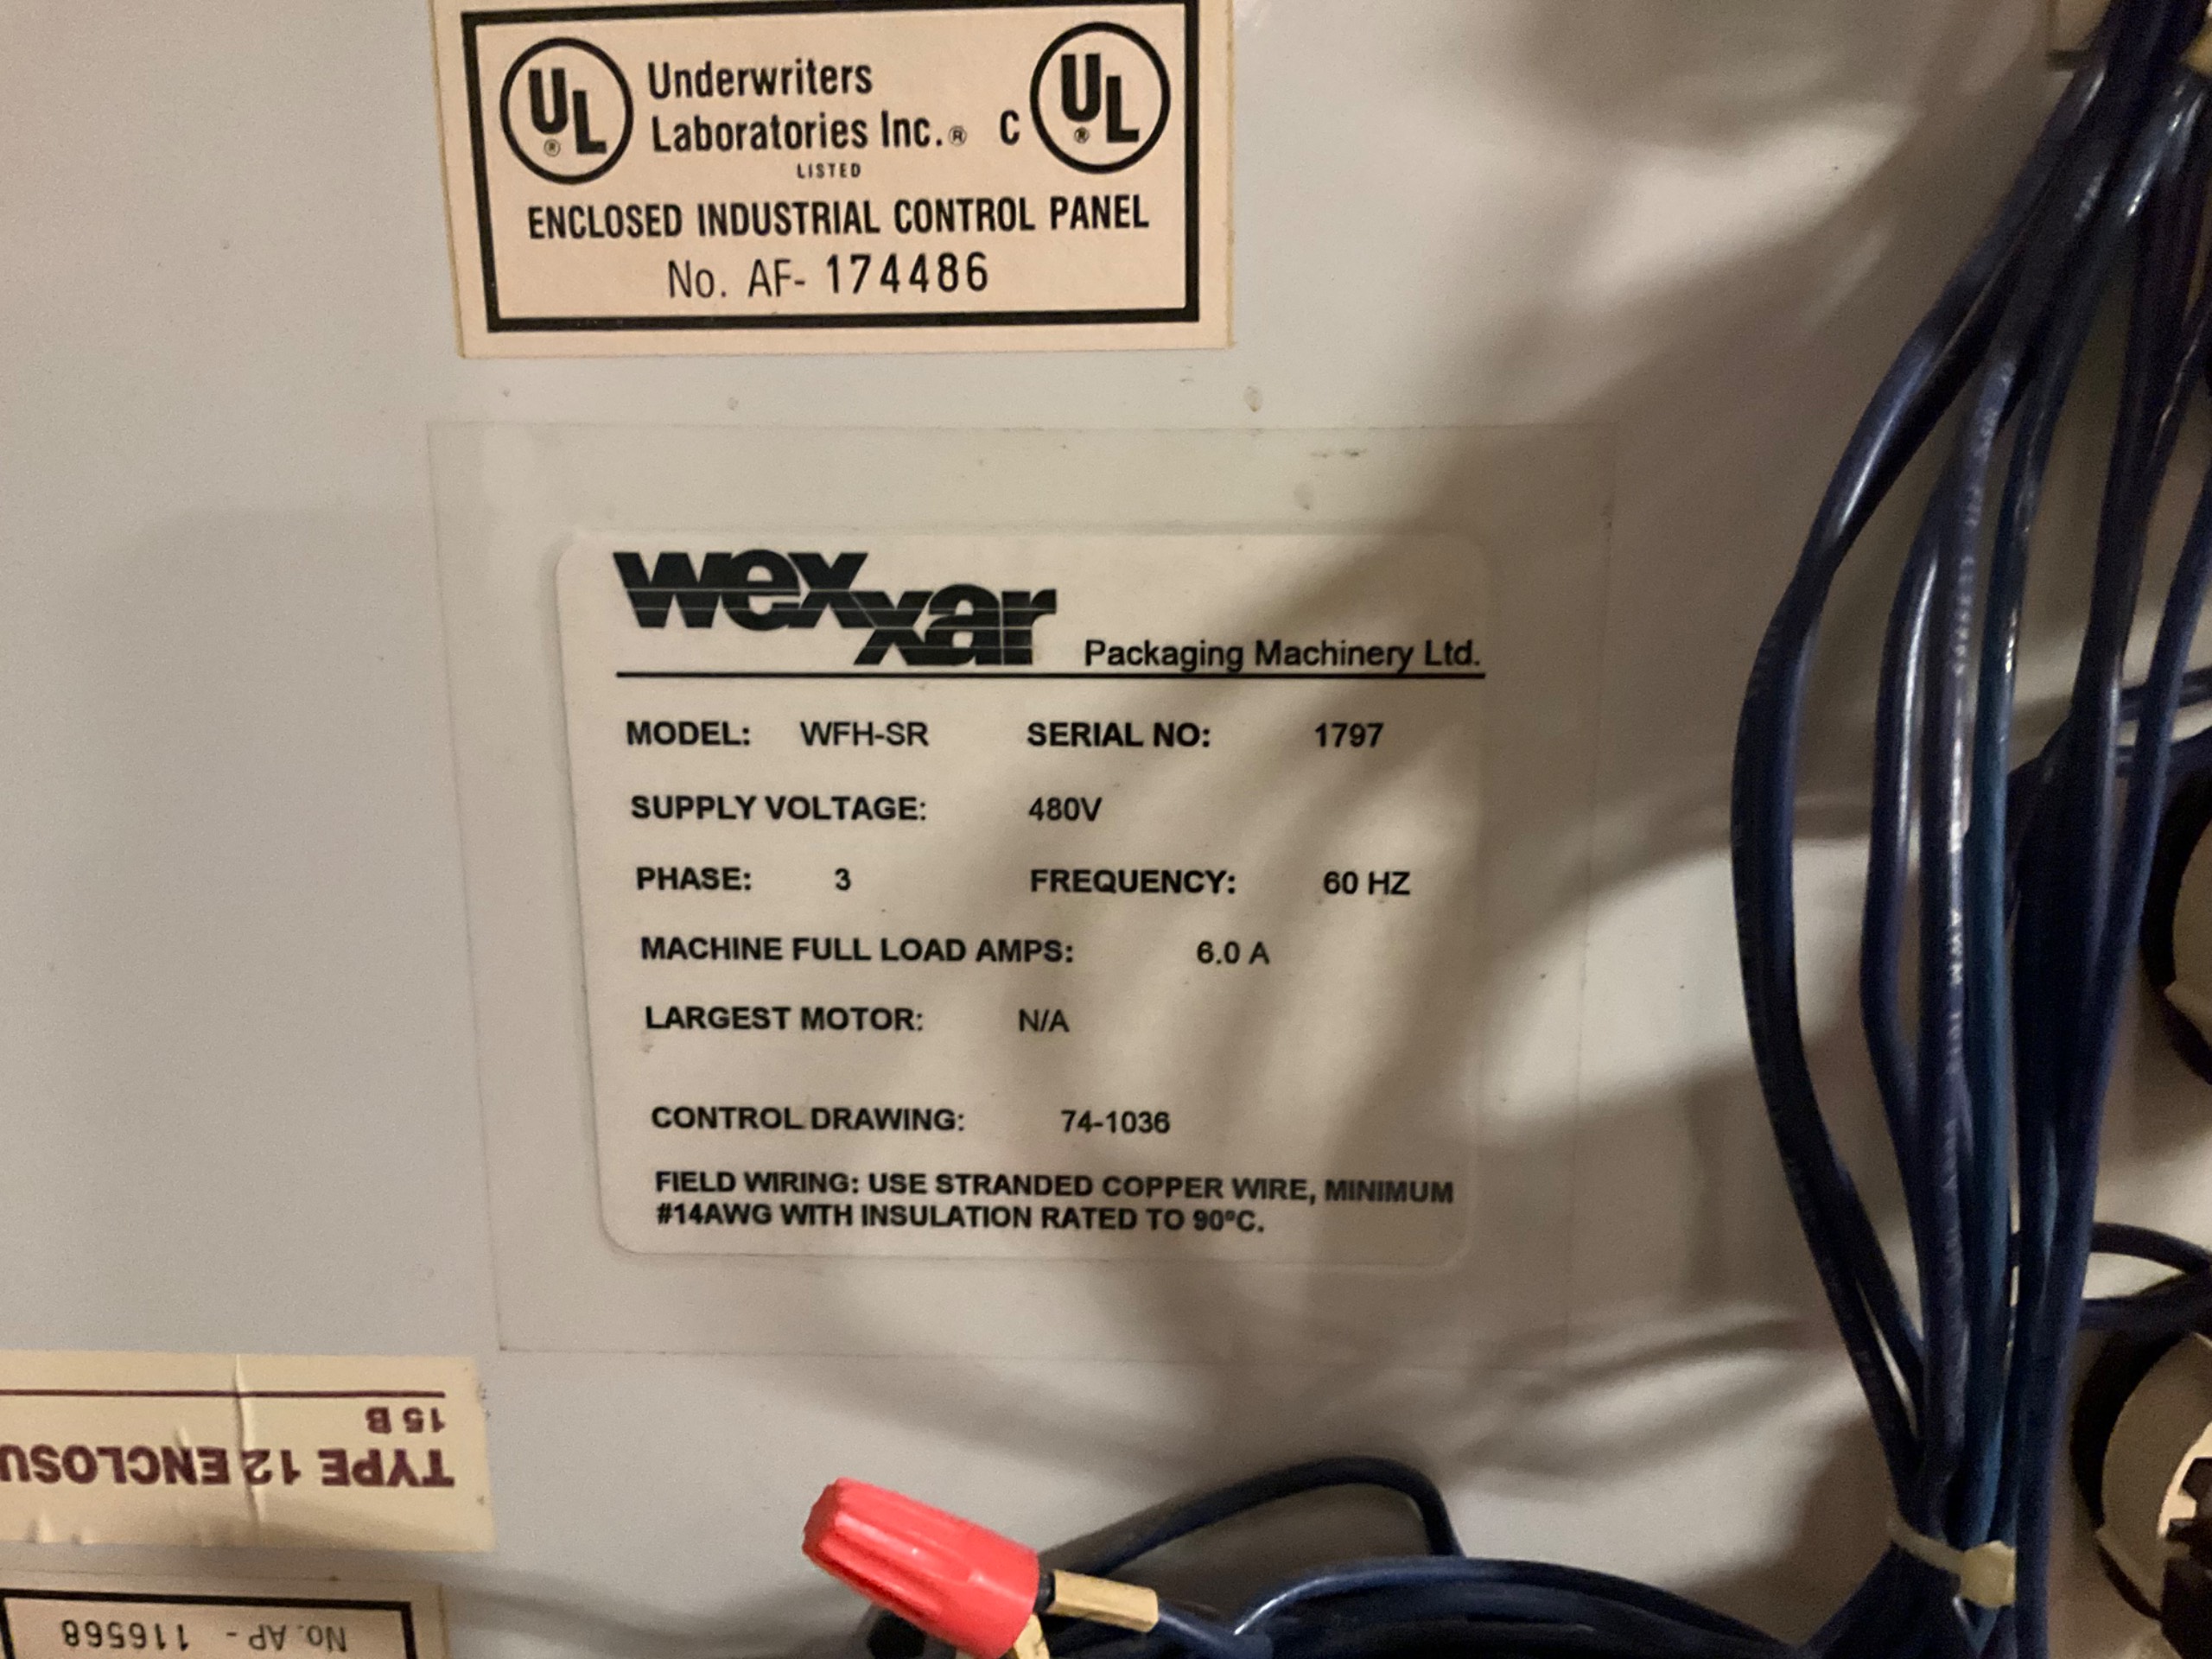 UL® Underwriters
Laboratories Inc.® C UL®
LISTED
ENCLOSED INDUSTRIAL CONTROL PANEL
No. AF- 174486
wexxar
Packaging Machinery Ltd.
MODEL: WFH-SR SERIAL NO: 1797
SUPPLY VOLTAGE: 480V
PHASE: 3 FREQUENCY: 60 HZ
MACHINE FULL LOAD AMPS: 6.0 A
LARGEST MOTOR: N/A
CONTROL DRAWING: 74-1036
FIELD WIRING: USE STRANDED COPPER WIRE, MINIMUM
#14AWG WITH INSULATION RATED TO 90°C.
No. AP - 116568
TYPE 12 ENCLOSU
15 B